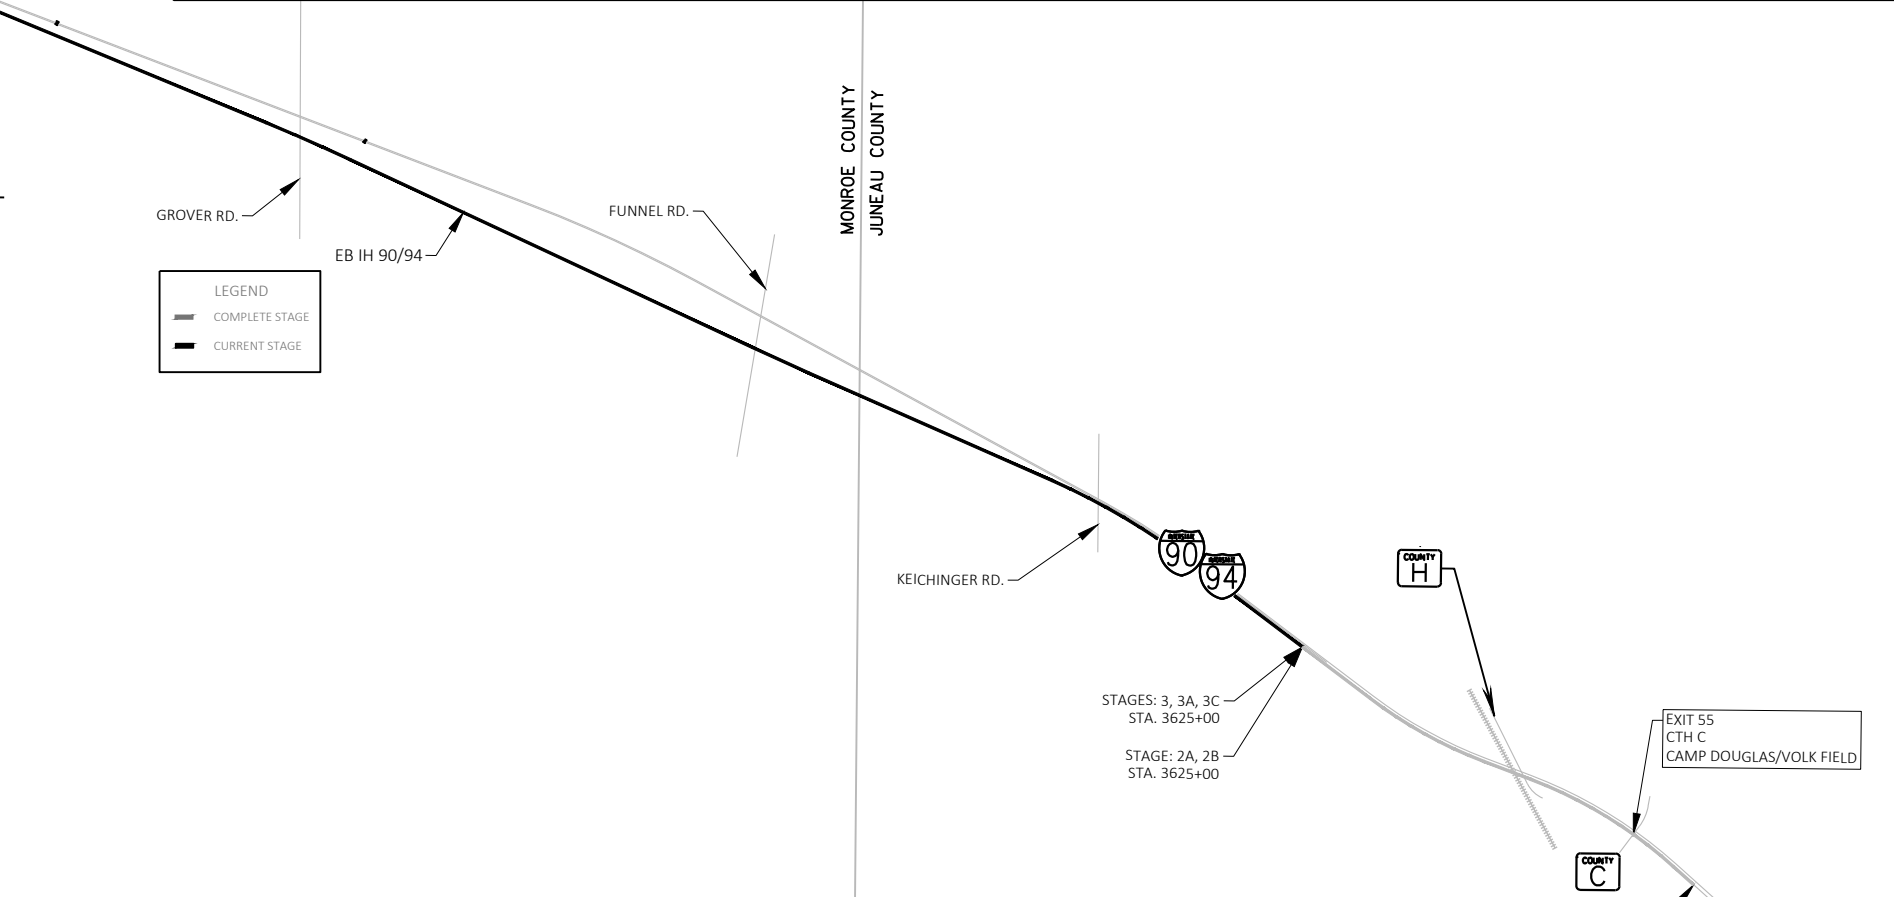 MONROE COUNTY
JUNEAU COUNTY
GROVER RD.
FUNNEL RD.
EB IH 90/94
LEGEND
COMPLETE STAGE
CURRENT STAGE
KEICHINGER RD.
INTERSTATE
90
INTERSTATE
94
COUNTY
H
STAGES: 3, 3A, 3C
STA. 3625+00
STAGE: 2A, 2B
STA. 3625+00
EXIT 55
CTH C
CAMP DOUGLAS/VOLK FIELD
COUNTY
C